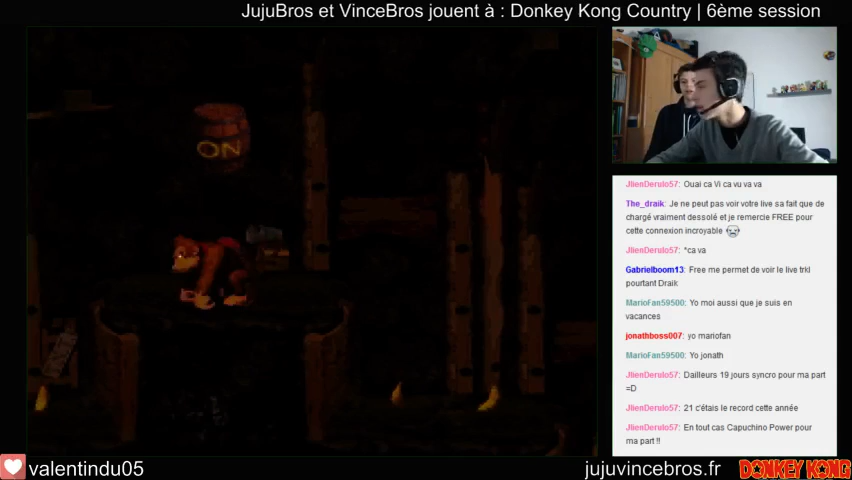 JujuBros et VinceBros jouent à : Donkey Kong Country | 6ème session
ON
JlienDerulo57: Ouai ca Vi ca vu va va
The_draik: Je ne peut pas voir votre live sa fait que de
chargé vraiment dessolé et je remercie FREE pour
cette connexion incroyable
JlienDerulo57: *ca va
Gabrielboom13: Free me permet de voir le live trkl
pourtant Draik
MarioFan59500: Yo moi aussi que je suis en
vacances
jonathboss007: yo mariofan
MarioFan59500: Yo jonath
JlienDerulo57: Dailleurs 19 jours syncro pour ma part
=D
JlienDerulo57: 21 c'étais le record cette année
JlienDerulo57: En tout cas Capuchino Power pour
ma part !!
valentindu05
jujuvincebros.fr
DONKEY KONG